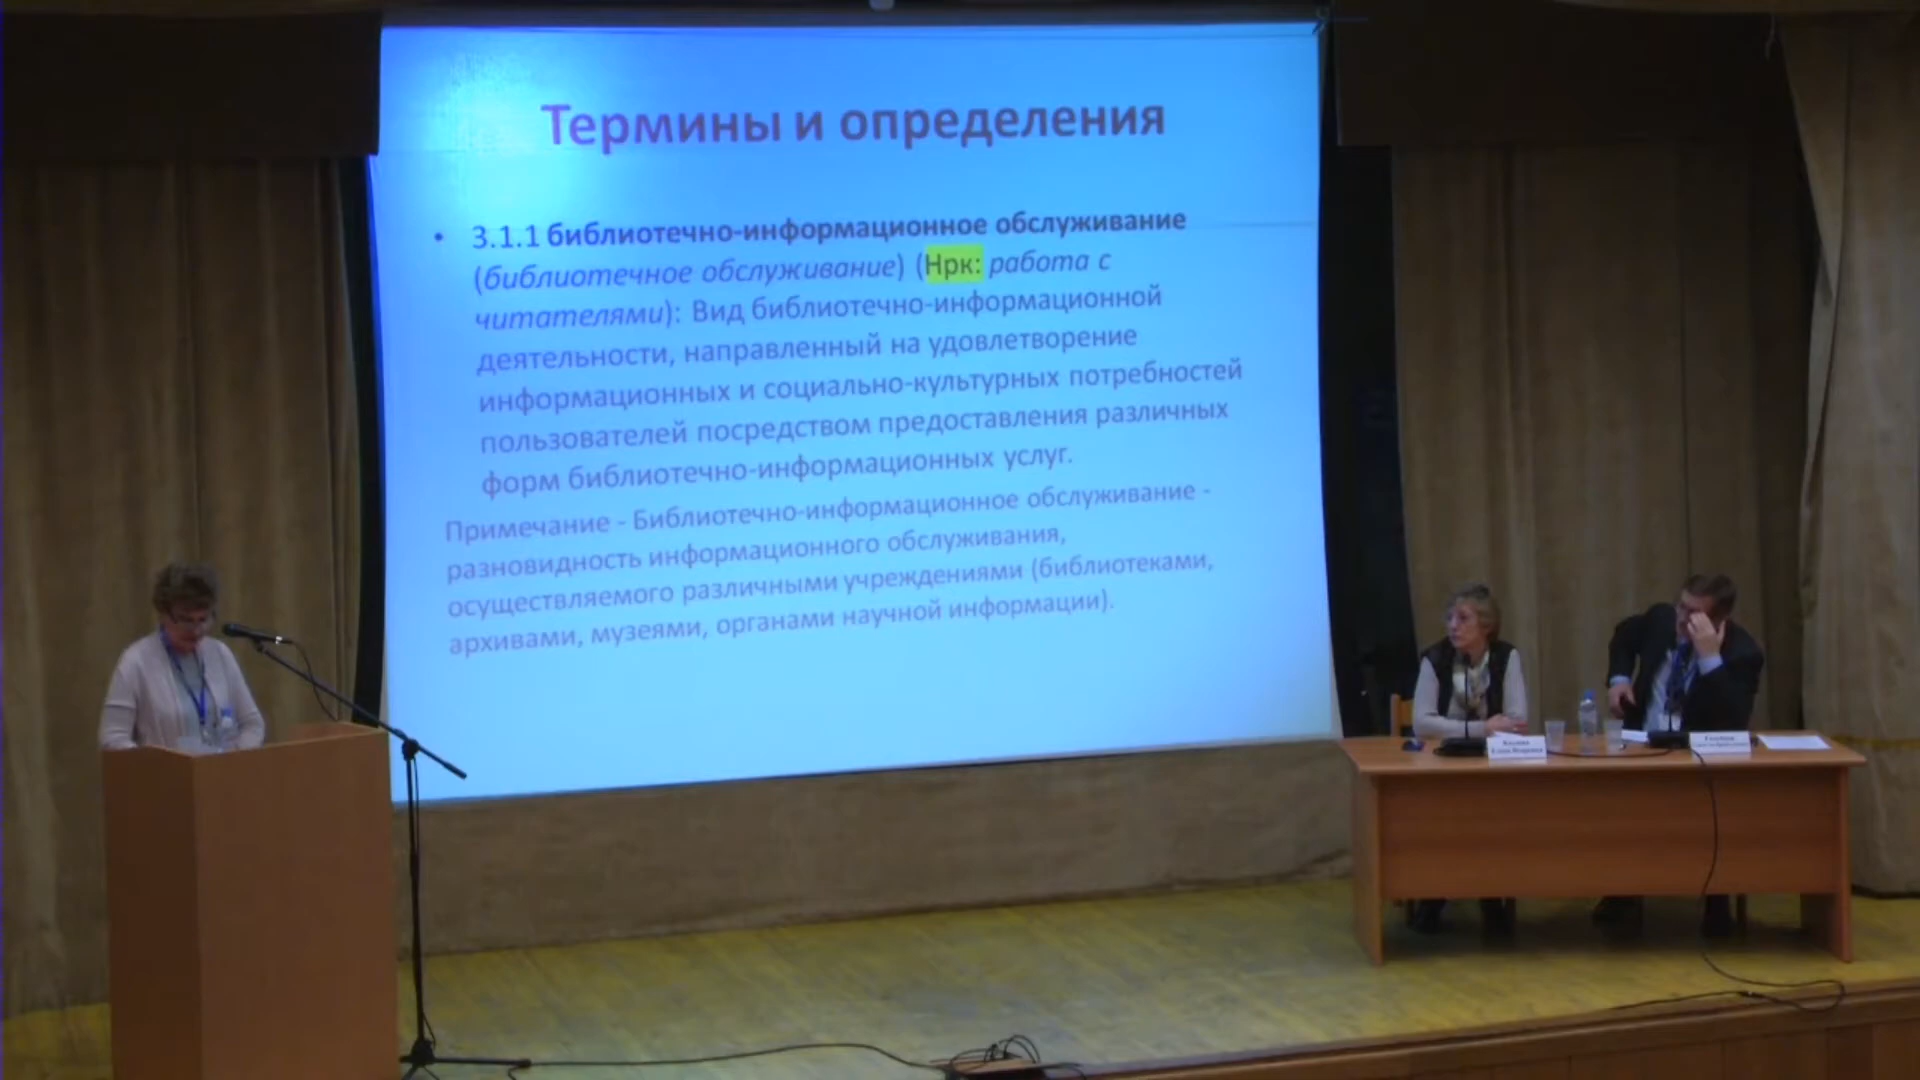 Термины и определения
• 3.1.1 библиотечно-информационное обслуживание
(библиотечное обслуживание) (Нрк: работа с
читателями): Вид библиотечно-информационной
деятельности, направленный на удовлетворение
информационных и социально-культурных потребностей
пользователей посредством предоставления различных
форм библиотечно-информационных услуг.
Примечание - Библиотечно-информационное обслуживание -
разновидность информационного обслуживания,
осуществляемого различными учреждениями (библиотеками,
архивами, музеями, органами научной информации).